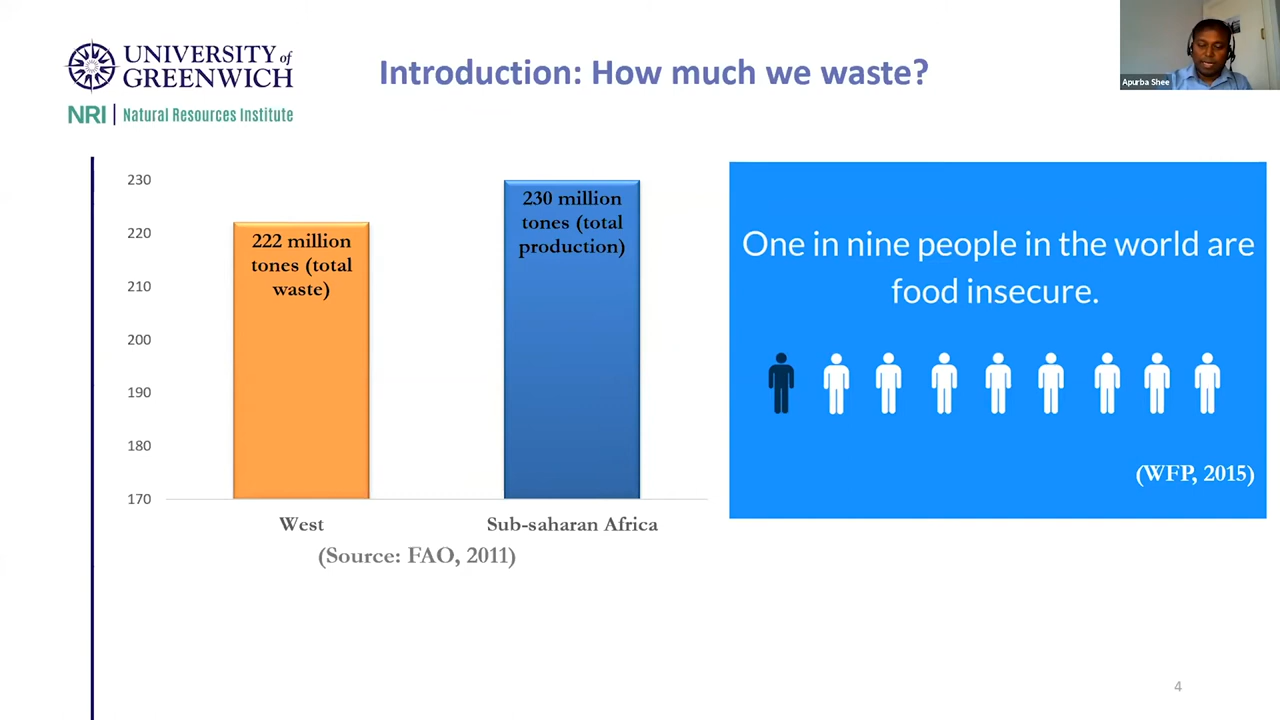 UNIVERSITY of
GREENWICH
NRI | Natural Resources Institute
Introduction: How much we waste?
Apurba Shee
230
220
210
200
190
180
170
222 million
tones (total
waste)
230 million
tones (total
production)
West
Sub-saharan Africa
(Source: FAO, 2011)
One in nine people in the world are
food insecure.
(WFP, 2015)
4